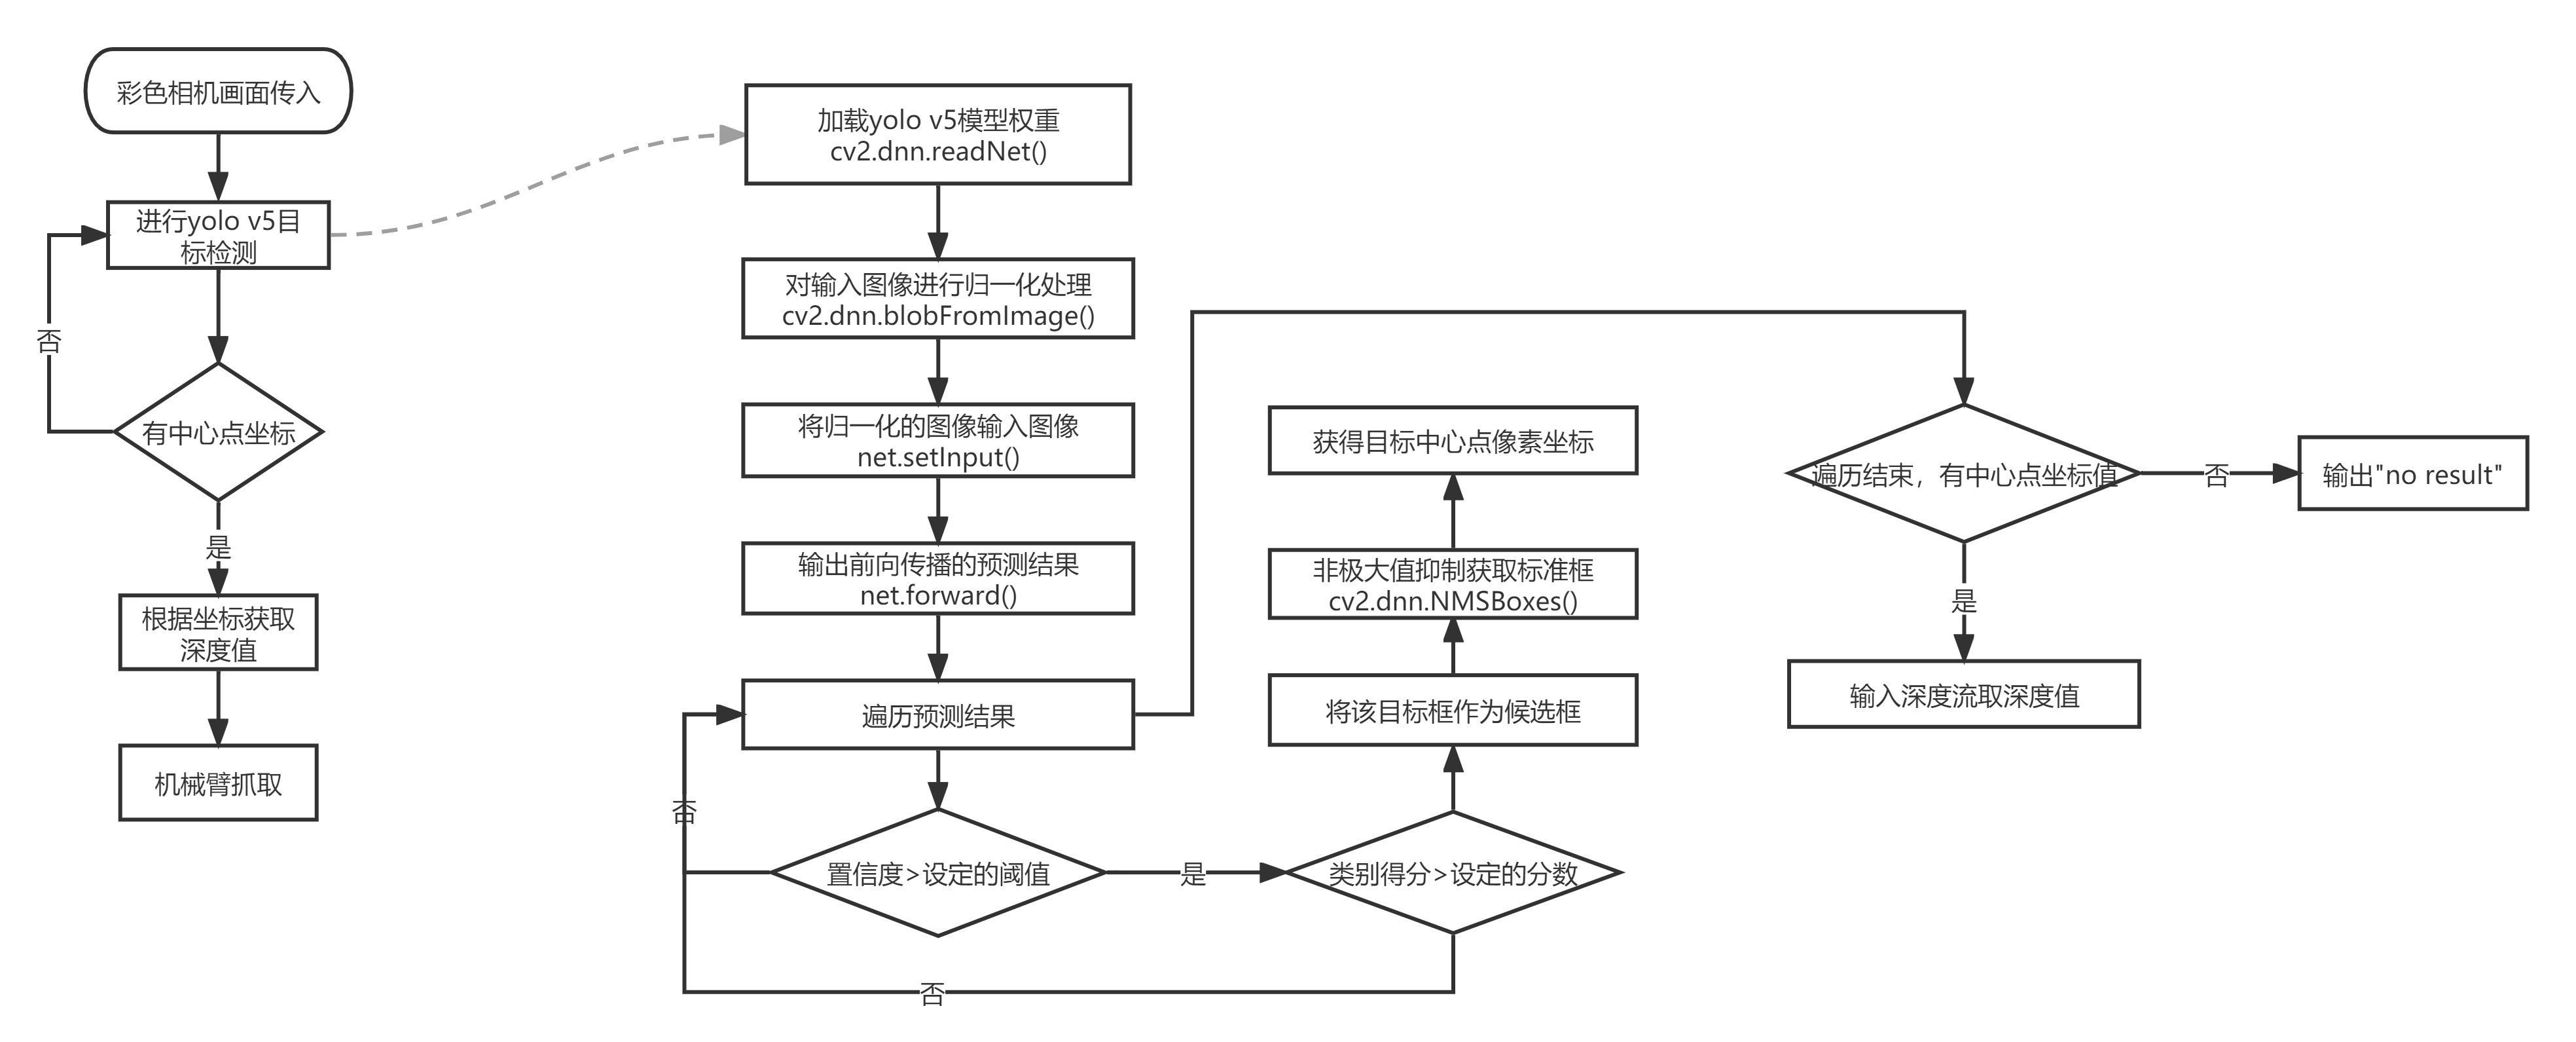 彩色相机画面传入
进行yolo v5目
标检测
否
有中心点坐标
是
根据坐标获取
深度值
机械臂抓取
加载yolo v5模型权重
cv2.dnn.readNet()
对输入图像进行归一化处理
cv2.dnn.blobFromImage()
将归一化的图像输入图像
net.setInput()
输出前向传播的预测结果
net.forward()
遍历预测结果
否
置信度>设定的阈值
是
类别得分>设定的分数
否
将该目标框作为候选框
非极大值抑制获取标准框
cv2.dnn.NMSBoxes()
获得目标中心点像素坐标
遍历结束，有中心点坐标值
否
输出"no result"
是
输入深度流取深度值